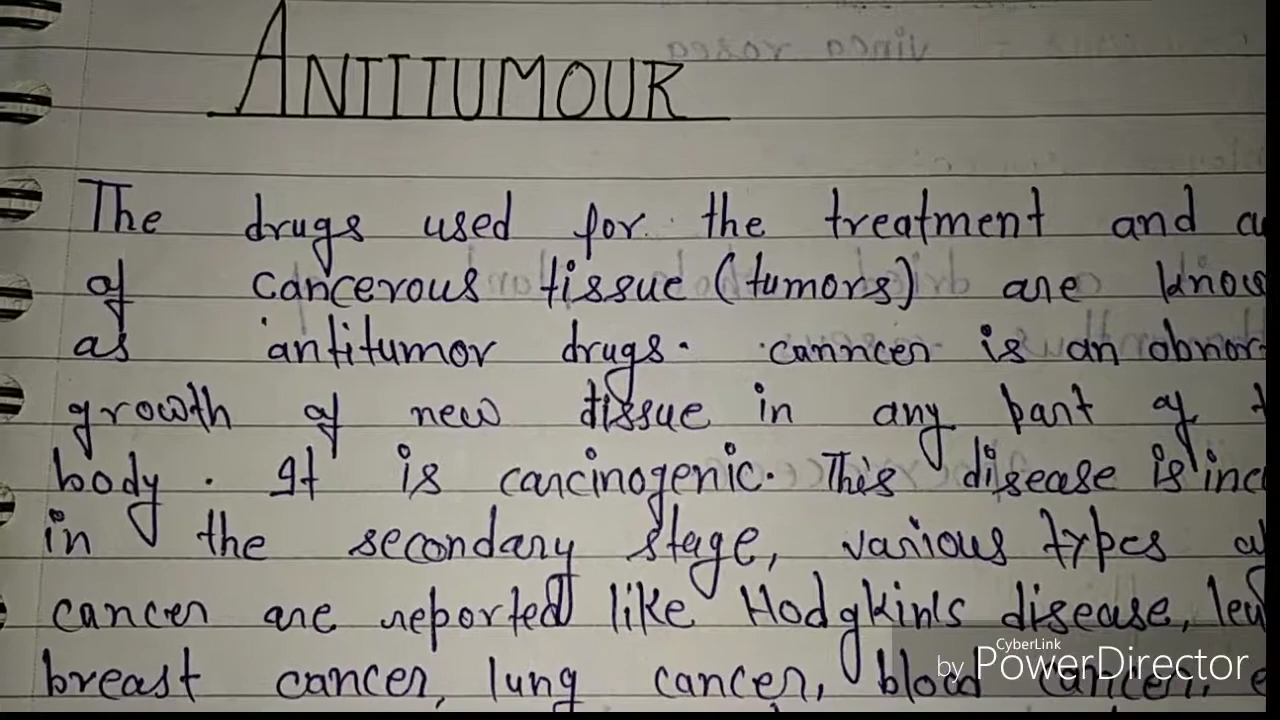 vinca rosea
ANTITUMOUR
The drugs used for the treatment and
of cancerous tissue (tumors) are know
as antitumor drugs. canncer is an abnor
growth of new tissue in any part of t
body. It is carcinogenic. This disease is inc
in the secondary stage, various types of
cancer are reported like Hodgkin's disease, leu
breast cancer, lung cancer, blood cancer, e
CyberLink
by PowerDirector